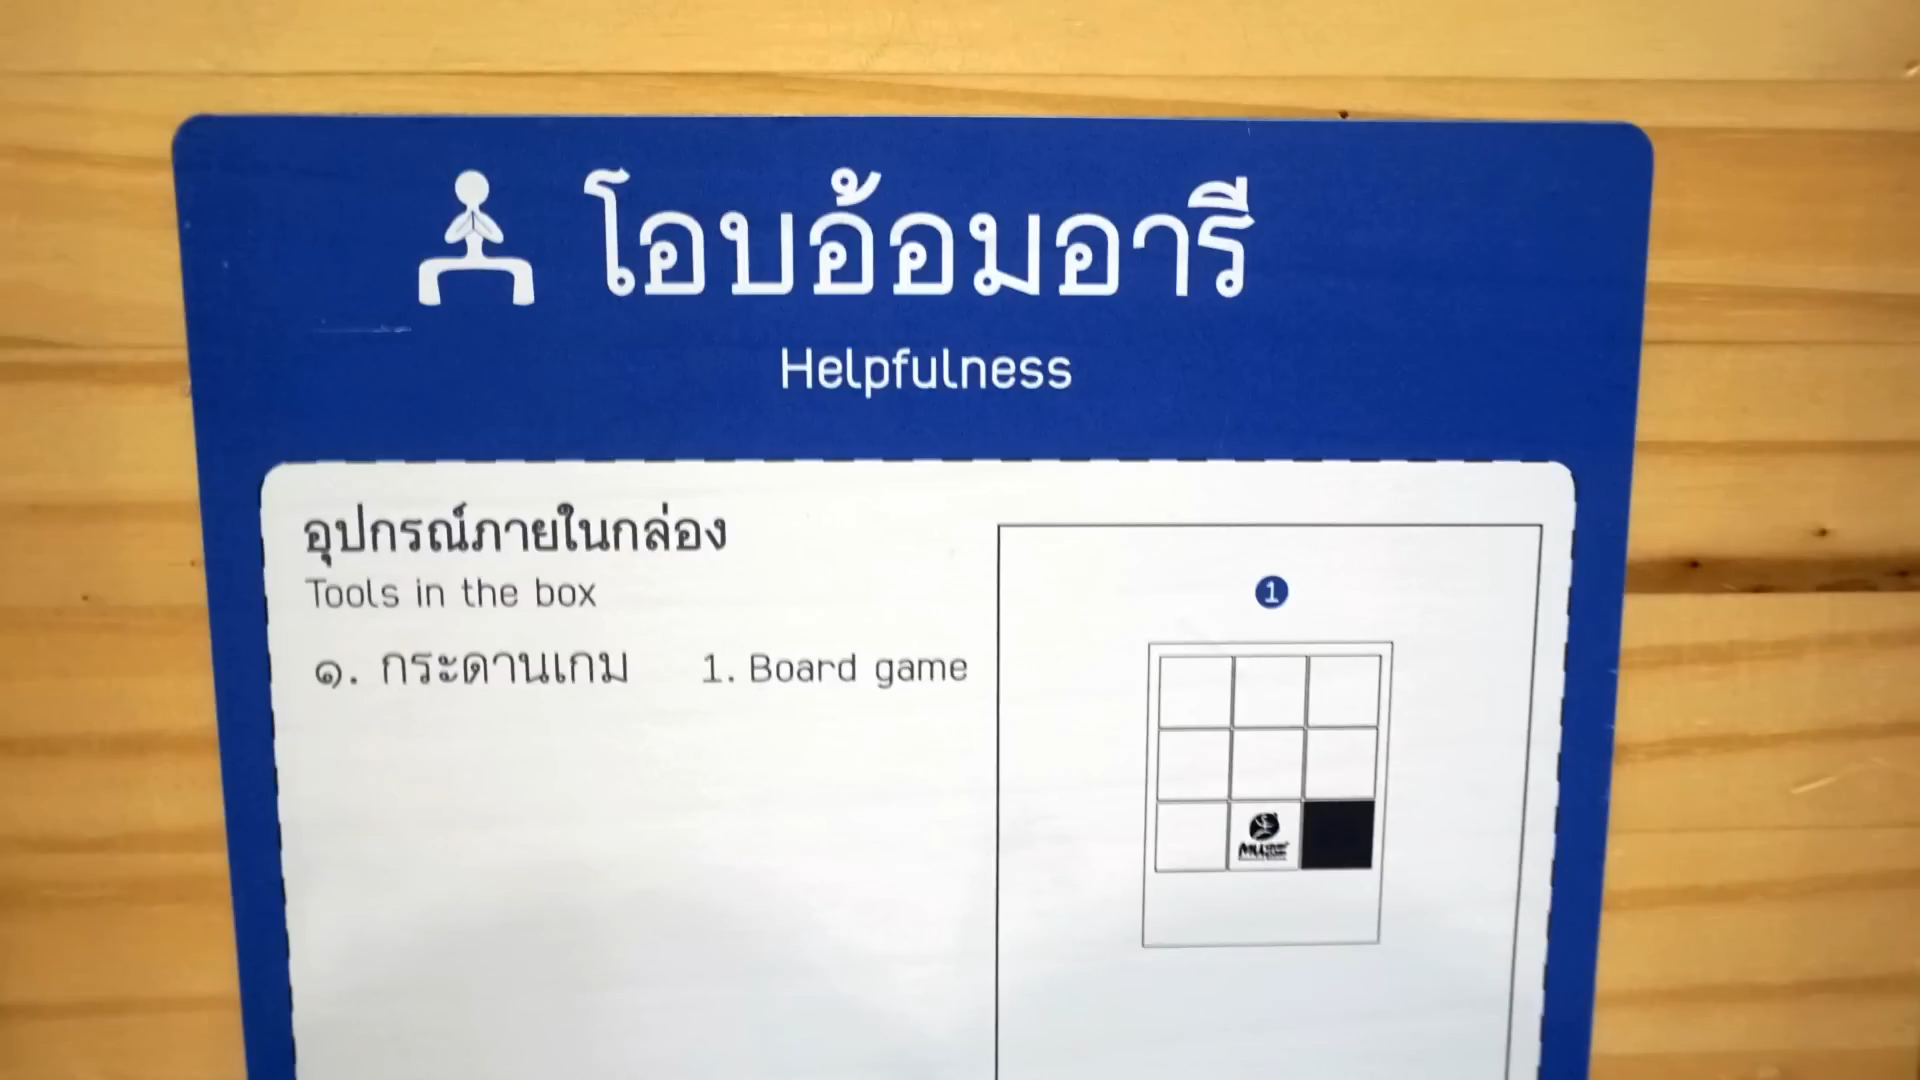 โอบอ้อมอารี
Helpfulness
อุปกรณ์ภายในกล่อง
Tools in the box
๑. กระดานเกม 1. Board game
1